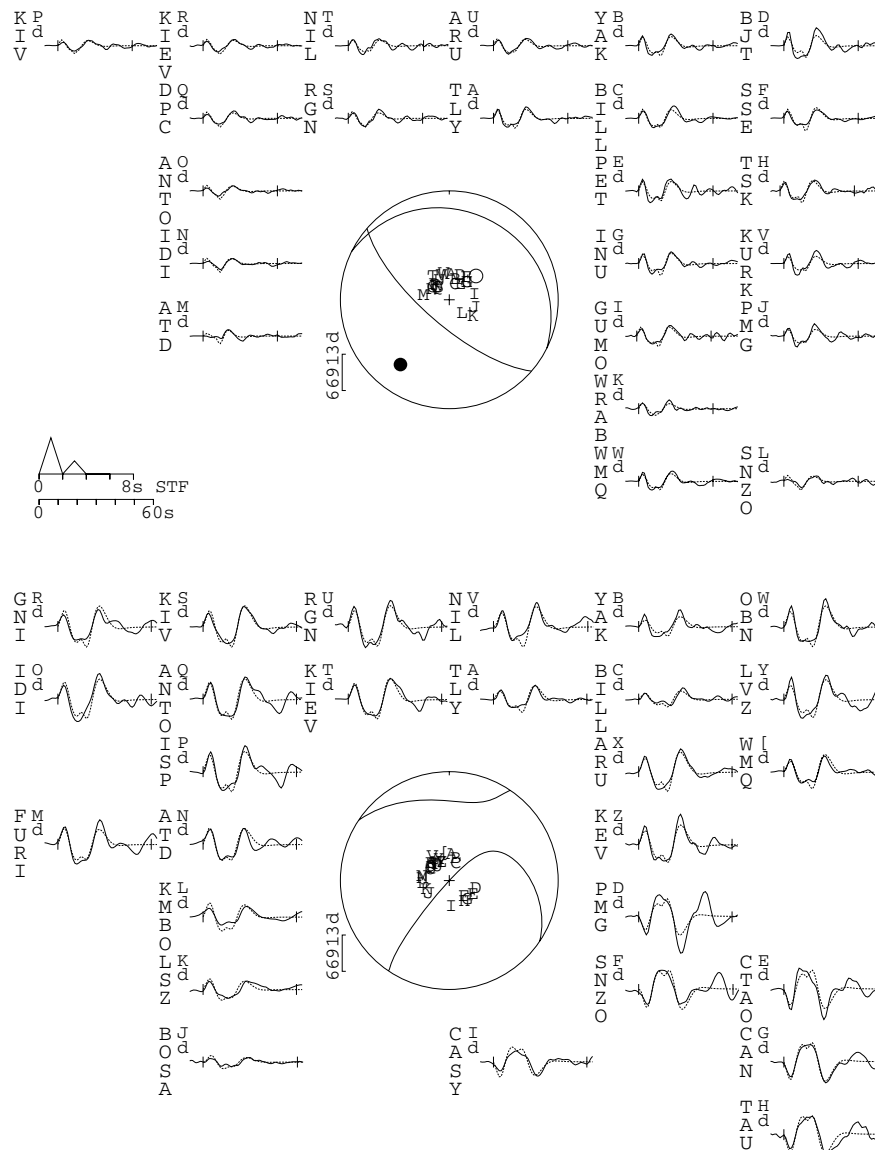 KIV P d KIEV R d NIL T d ARU U d YAK B d BJT D d
DPC Q d RGN S d TLY A d BILL C d SSE F d
ANTO O d PET E d TSK H d
IDI N d INU G d KURK V d
ATD M d GUMO I d PMG J d
M I J L K
66913d
WRAB K d
WMQ W d SNZO L d
0 8s STF
0 60s
GNI R d KIV S d RGN U d NIL V d YAK B d OBN W d
IDI O d ANTO Q d KIEV T d TLY A d BILL C d LVZ Y d
ISP P d ARU X d WMQ [ d
FURI M d ATD N d KEV Z d
[ A B C D I
66913d
KMBO L d PMG D d
LSZ K d SNZO F d CTAO E d
BOSA J d CASY I d CAN G d
TAU H d